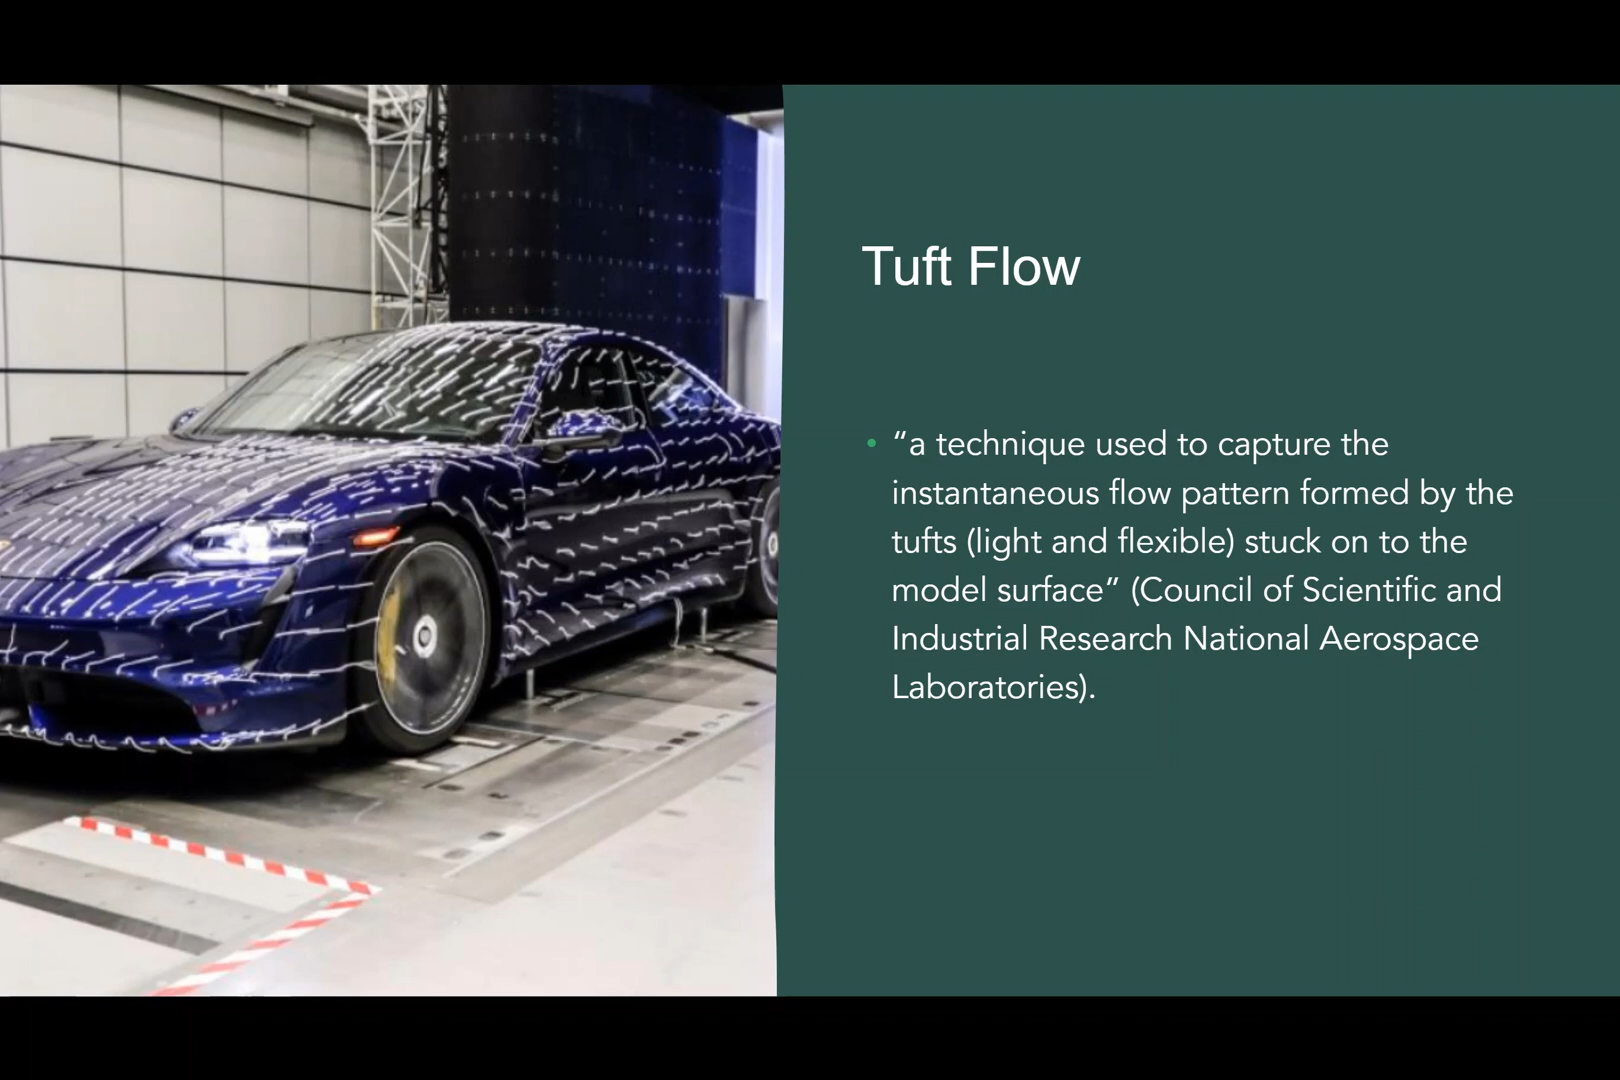 Tuft Flow
• “a technique used to capture the
instantaneous flow pattern formed by the
tufts (light and flexible) stuck on to the
model surface” (Council of Scientific and
Industrial Research National Aerospace
Laboratories).